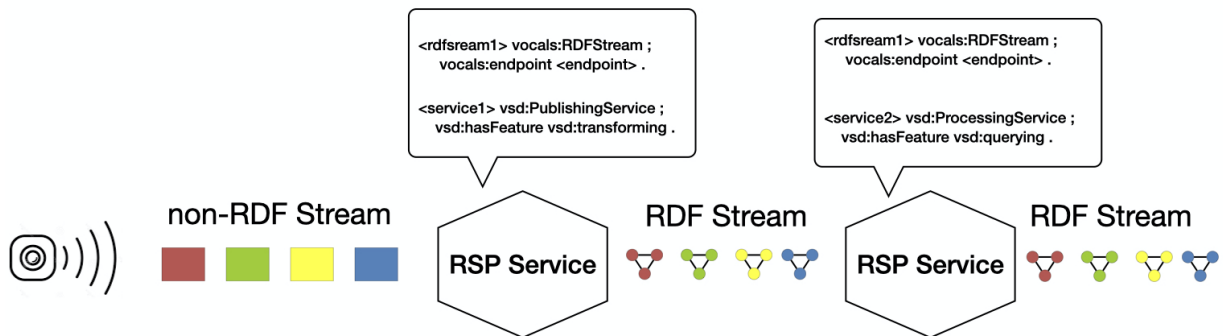 <rdfsream1> vocals:RDFStream ;
vocals:endpoint <endpoint> .
<service1> vsd:PublishingService ;
vsd:hasFeature vsd:transforming .
<rdfsream1> vocals:RDFStream ;
vocals:endpoint <endpoint> .
<service2> vsd:ProcessingService ;
vsd:hasFeature vsd:querying .
non-RDF Stream
RSP Service
RDF Stream
RSP Service
RDF Stream